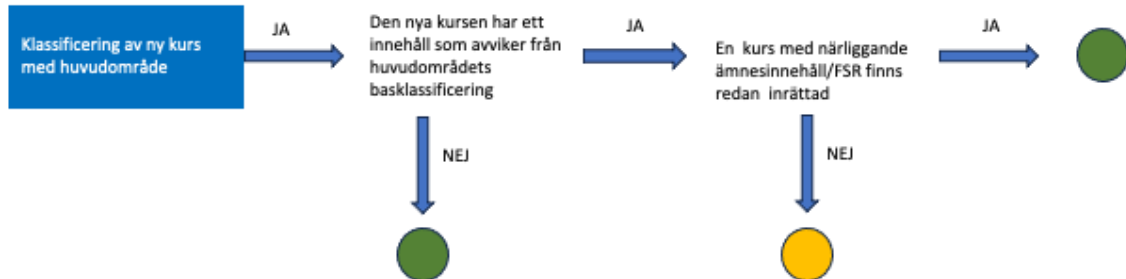 Klassificering av ny kurs
med huvudområde
JA
Den nya kursen har ett
innehåll som avviker från
huvudområdets
basklassificering
JA
En  kurs med närliggande
ämnesinnehåll/FSR finns
redan  inrättad
JA
NEJ
NEJ